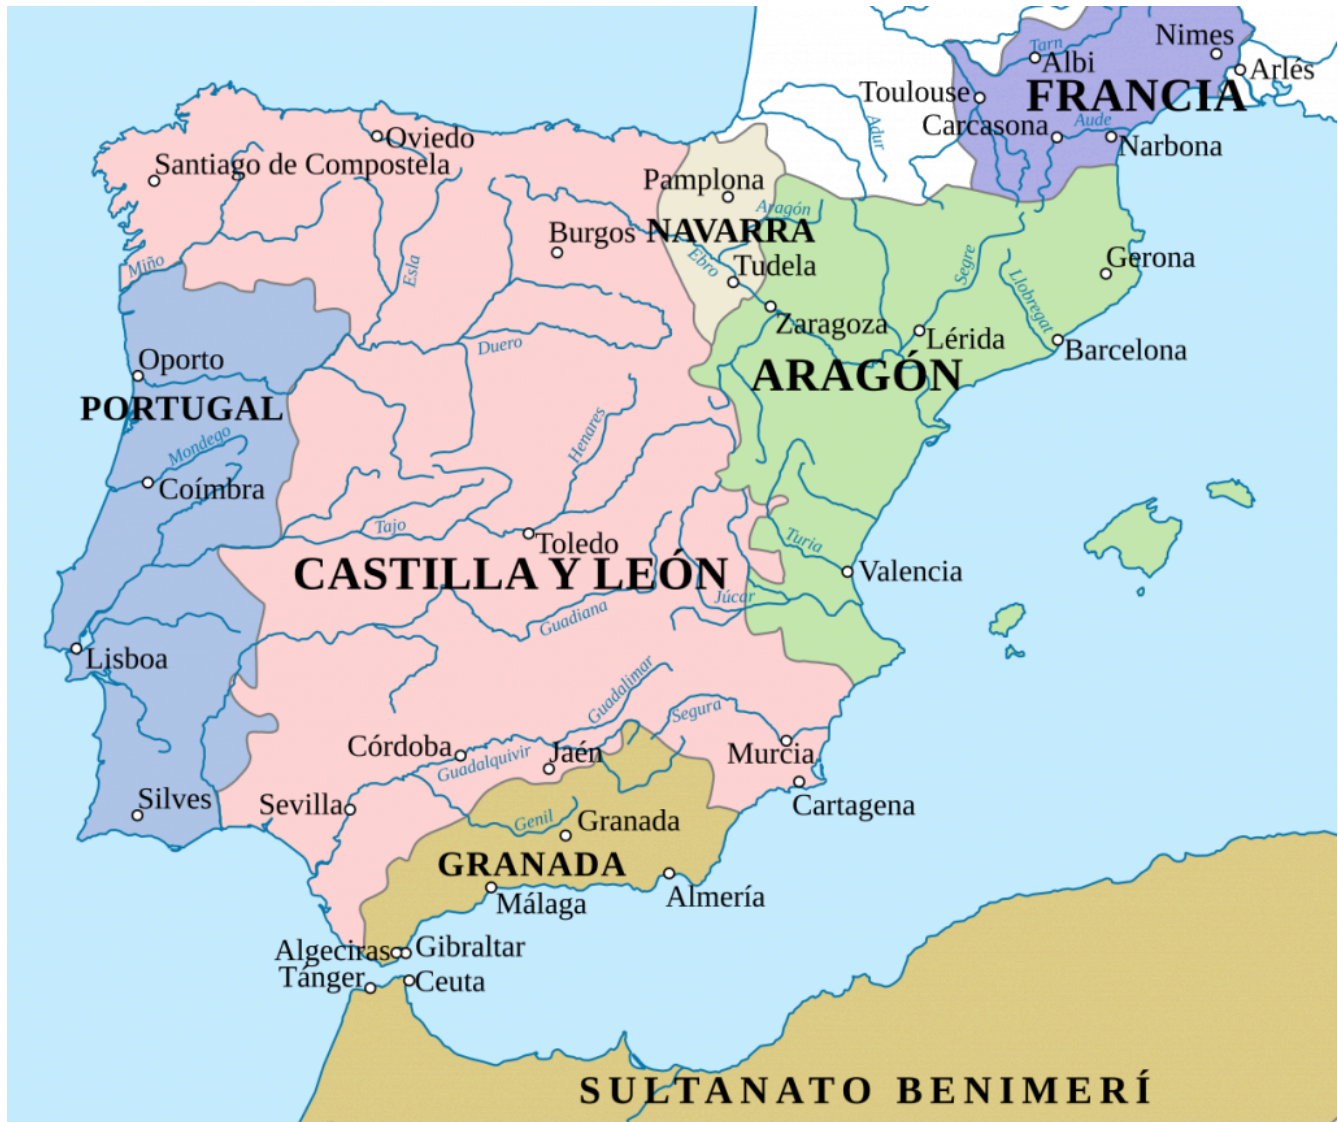 Nimes
Tarn
Albi
Arlés
Toulouse
FRANCIA
Carcasona
Aude
Adur
Narbona
Oviedo
Santiago de Compostela
Pamplona
Aragón
Burgos
NAVARRA
Miño
Esla
Ebro
Tudela
Segre
Gerona
Llobregat
Zaragoza
Lérida
Duero
Barcelona
Oporto
ARAGÓN
PORTUGAL
Mondego
Henares
Coímbra
Tajo
Toledo
Turia
CASTILLA Y LEÓN
Valencia
Júcar
Guadiana
Lisboa
Guadalimar
Segura
Córdoba
Guadalquivir
Jaén
Murcia
Silves
Sevilla
Cartagena
Genil
Granada
GRANADA
Málaga
Almería
Algeciras
Gibraltar
Tánger
Ceuta
SULTANATO BENIMERÍ